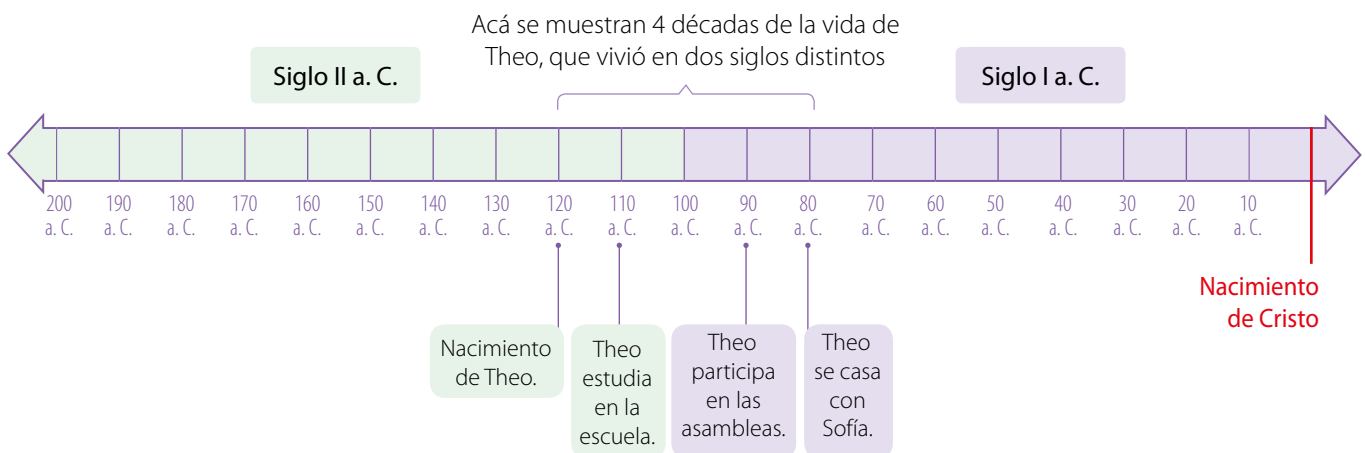 Acá se muestran 4 décadas de la vida de
Theo, que vivió en dos siglos distintos
Siglo II a. C.
Siglo I a. C.
200 a. C.
190 a. C.
180 a. C.
170 a. C.
160 a. C.
150 a. C.
140 a. C.
130 a. C.
120 a. C.
110 a. C.
100 a. C.
90 a. C.
80 a. C.
70 a. C.
60 a. C.
50 a. C.
40 a. C.
30 a. C.
20 a. C.
10 a. C.
Nacimiento
de Cristo
Nacimiento
de Theo.
Theo
estudia
en la
escuela.
Theo
participa
en las
asambleas.
Theo
se casa
con
Sofía.